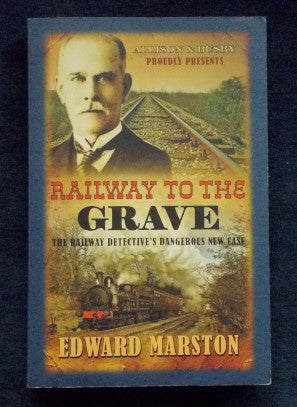 ALLISON & BUSBY
PROUDLY PRESENTS
RAILWAY TO THE
GRAVE
THE RAILWAY DETECTIVE'S DANGEROUS NEW CASE
EDWARD MARSTON